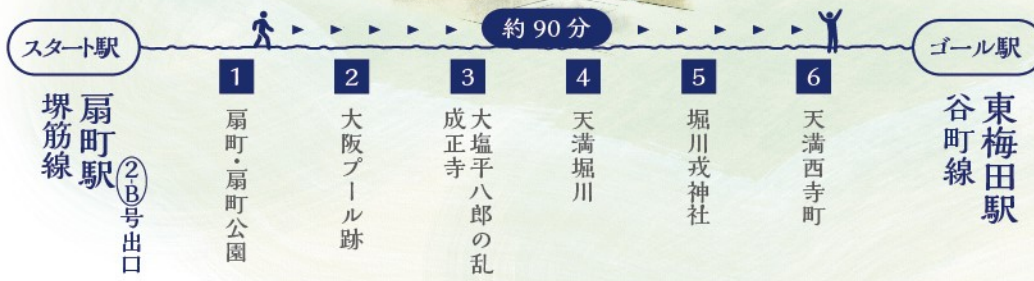 約90分
スタート駅
堺筋線
扇町駅
2-B号出口
1
扇町・扇町公園
2
大阪プール跡
3
大塩平八郎の乱
成正寺
4
天満堀川
5
堀川戎神社
6
天満西寺町
ゴール駅
東梅田駅
谷町線